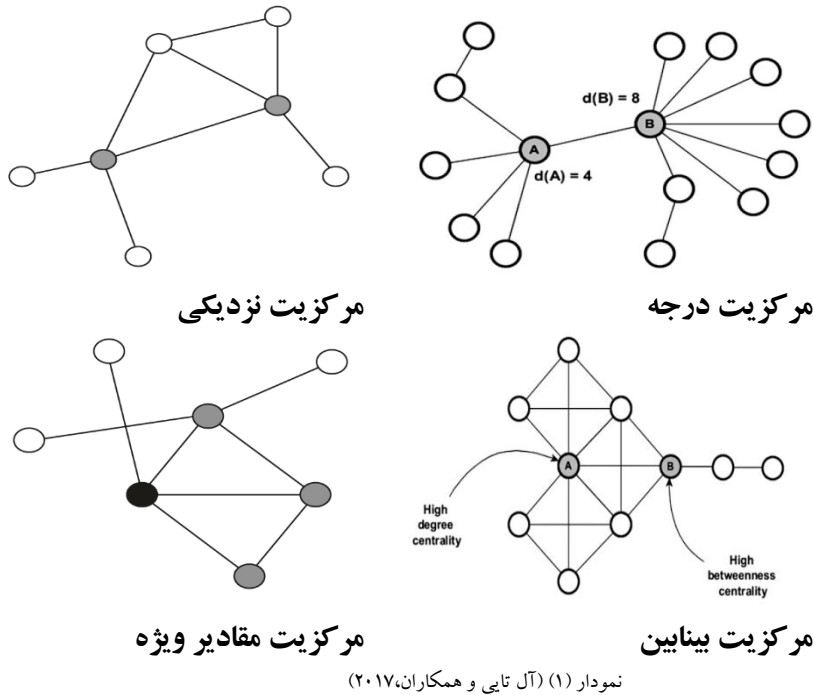 d(B) = 8
B
A
d(A) = 4
مرکزیت درجه
مرکزیت نزدیکی
A
B
High
degree
centrality
High
betweenness
centrality
مرکزیت بینابین
مرکزیت مقادیر ویژه
نمودار (۱) (آل تایی و همکاران،۲۰۱۷)